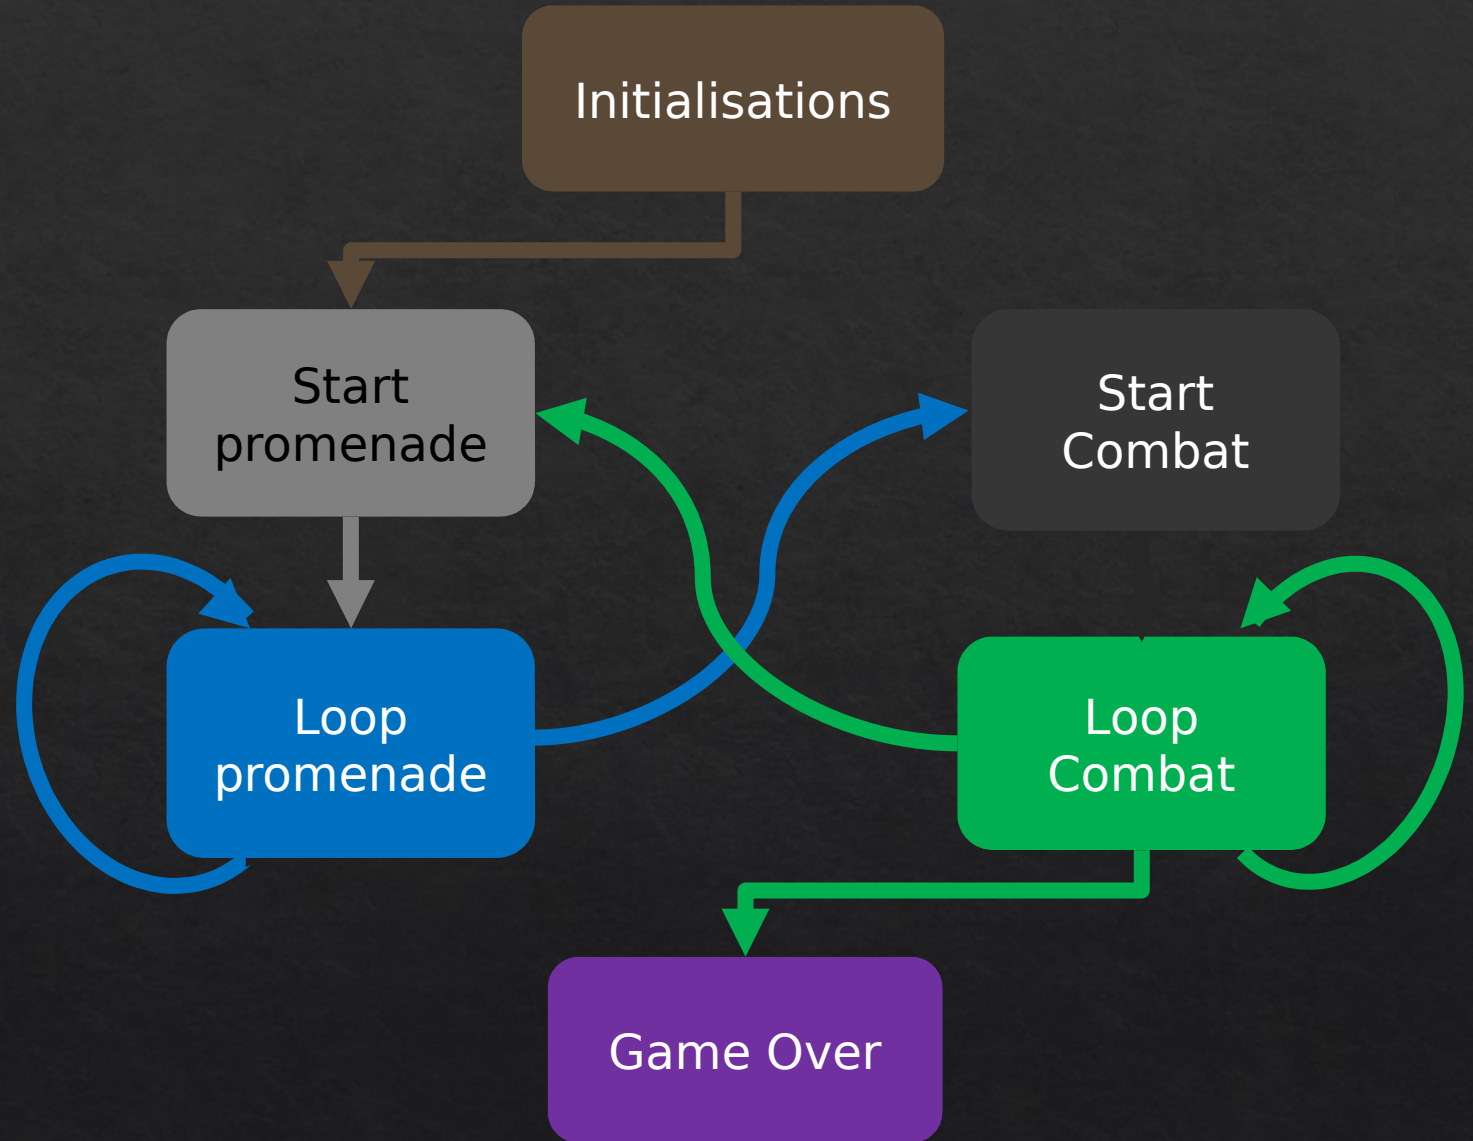 Initialisations
Start
promenade
Start
Combat
Loop
promenade
Loop
Combat
Game Over